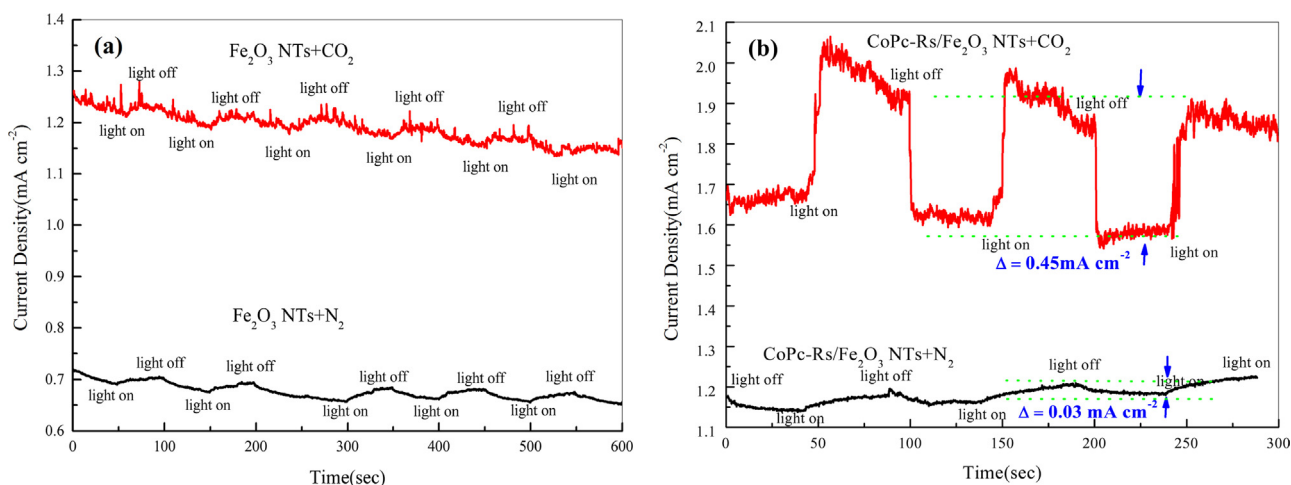 (a)
Fe₂O₃ NTs+CO₂
light off
light off
light off
light off
light off
light on
light on
light on
light on
light on
light on
Fe₂O₃ NTs+N₂
light off
light off
light off
light off
light off
light on
light on
light on
light on
light on
1.4
1.3
1.2
1.1
1.0
0.9
0.8
0.7
0.6
0
100
200
300
400
500
600
Current Density(mA cm⁻²)
Time(sec)
(b)
CoPc-Rs/Fe₂O₃ NTs+CO₂
light off
light off
light on
light on
light on
Δ = 0.45mA cm⁻²
CoPc-Rs/Fe₂O₃ NTs+N₂
light off
light off
light off
light on
light on
light on
light on
Δ = 0.03 mA cm⁻²
2.1
2.0
1.9
1.8
1.7
1.6
1.5
1.4
1.3
1.2
1.1
0
50
100
150
200
250
300
Current Density(mA cm⁻²)
Time(sec)